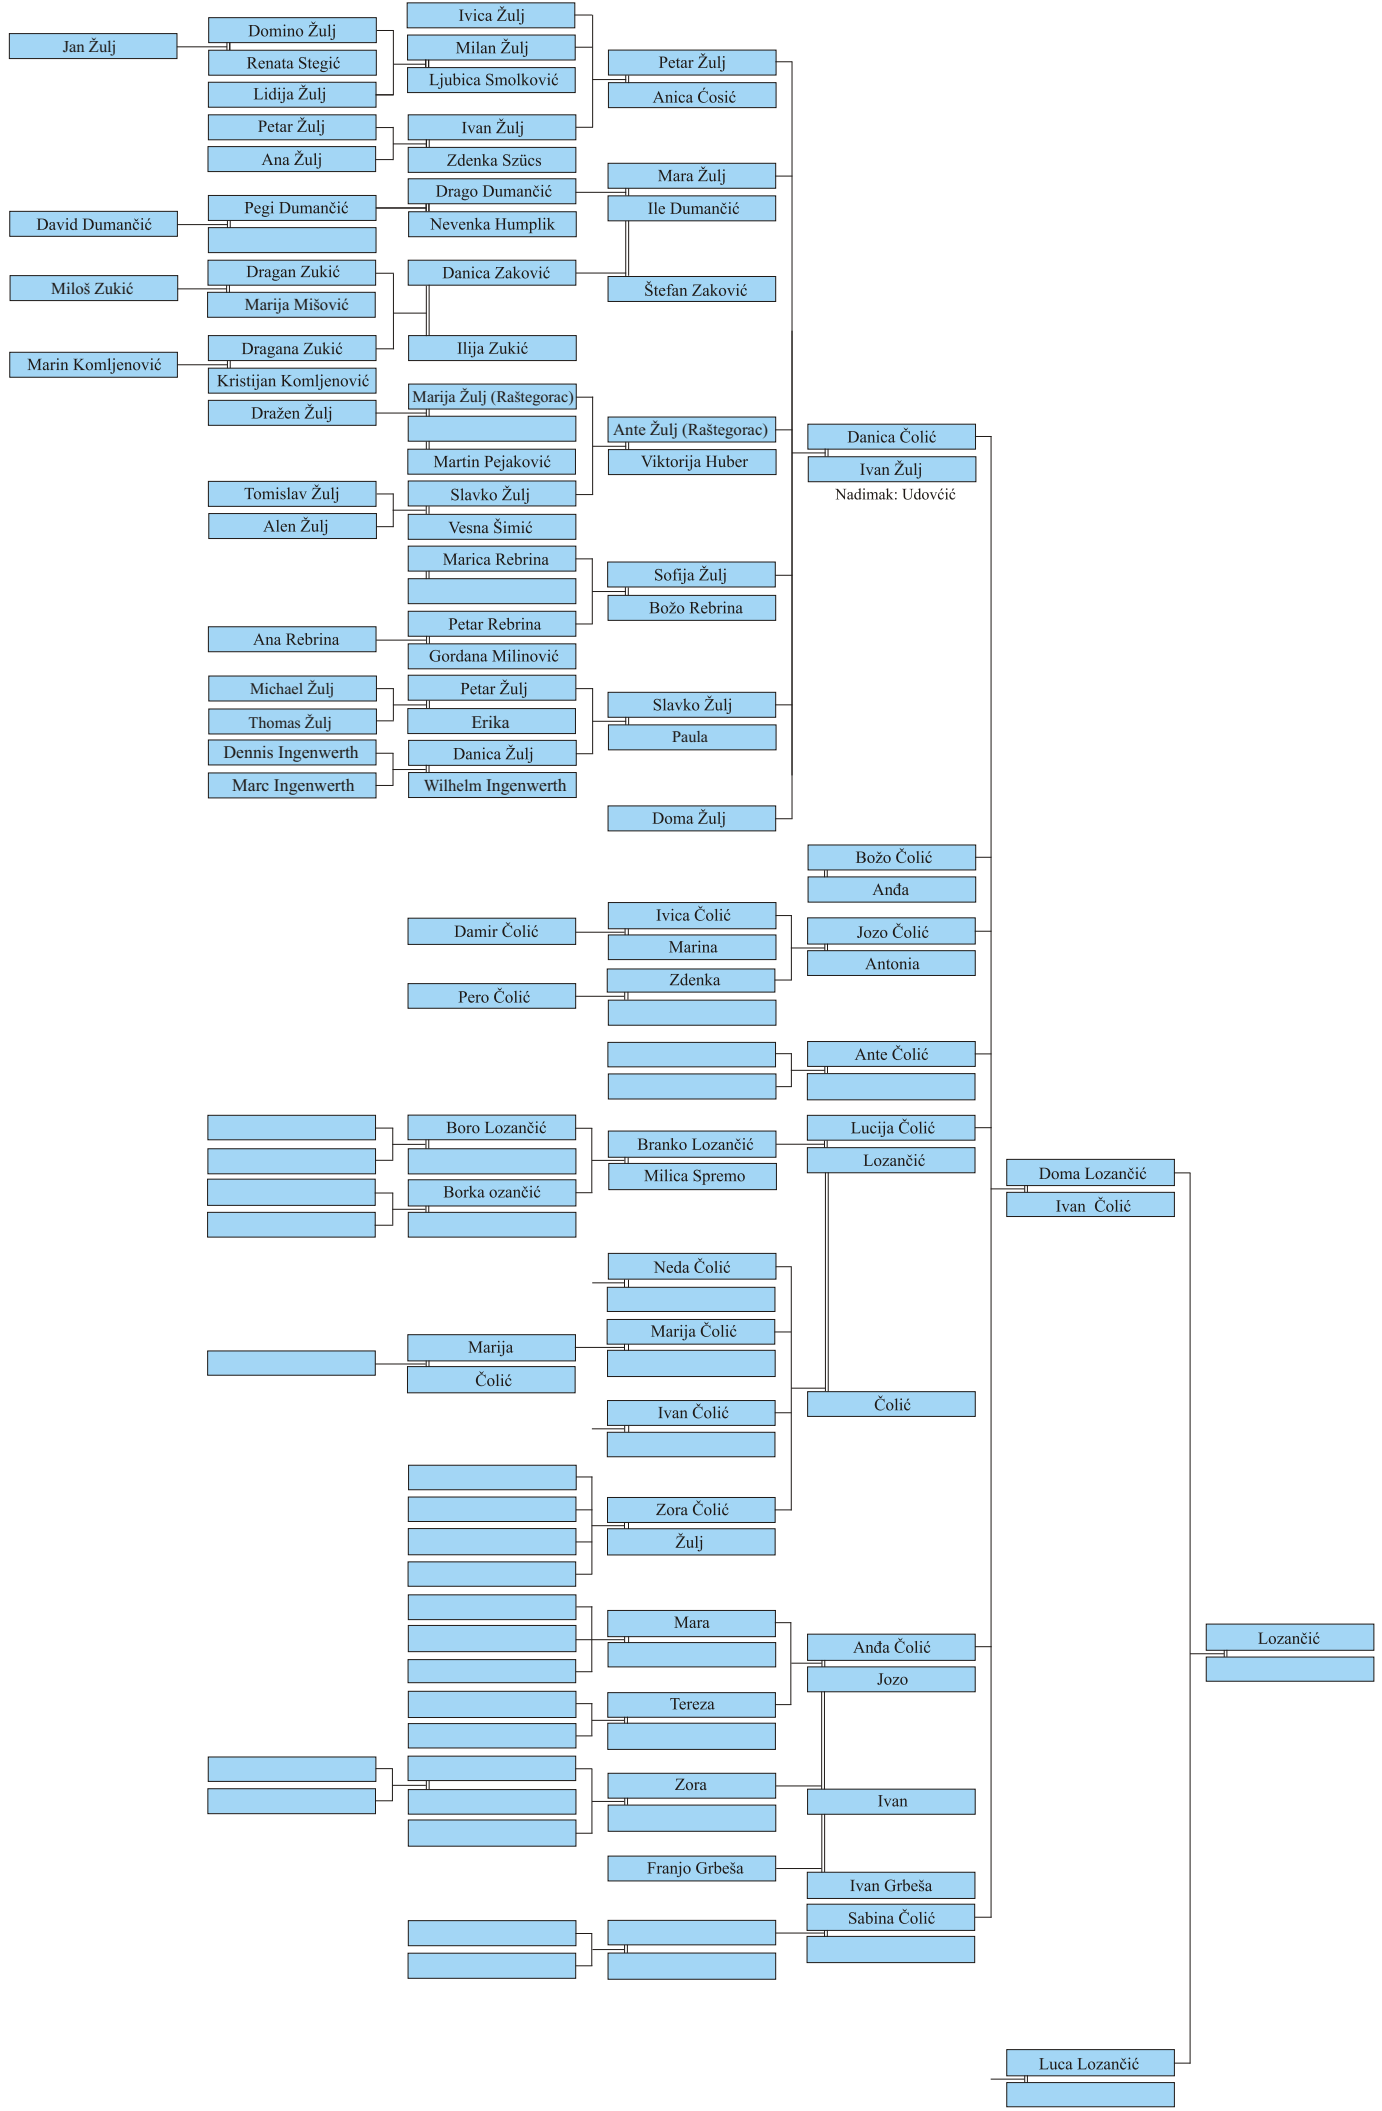 Ivica Žulj
Domino Žulj
Jan Žulj
Milan Žulj
Renata Stegić
Petar Žulj
Ljubica Smolković
Lidija Žulj
Anica Ćosić
Petar Žulj
Ivan Žulj
Ana Žulj
Zdenka Szücs
Mara Žulj
Drago Dumančić
Pegi Dumančić
Ile Dumančić
David Dumančić
Nevenka Humplik
Dragan Zukić
Danica Zaković
Miloš Zukić
Štefan Zaković
Marija Mišović
Dragana Zukić
Ilija Zukić
Marin Komljenović
Kristijan Komljenović
Marija Žulj (Raštegorac)
Dražen Žulj
Ante Žulj (Raštegorac)
Danica Čolić
Martin Pejaković
Viktorija Huber
Ivan Žulj
Nadimak: Udovćić
Tomislav Žulj
Slavko Žulj
Alen Žulj
Vesna Šimić
Marica Rebrina
Sofija Žulj
Božo Rebrina
Petar Rebrina
Ana Rebrina
Gordana Milinović
Michael Žulj
Petar Žulj
Slavko Žulj
Thomas Žulj
Erika
Paula
Dennis Ingenwerth
Danica Žulj
Marc Ingenwerth
Wilhelm Ingenwerth
Doma Žulj
Božo Čolić
Anđa
Ivica Čolić
Damir Čolić
Jozo Čolić
Marina
Antonia
Zdenka
Pero Čolić
Ante Čolić
Boro Lozančić
Lucija Čolić
Branko Lozančić
Lozančić
Milica Spremo
Doma Lozančić
Borka ozančić
Ivan  Čolić
Neda Čolić
Marija Čolić
Marija
Čolić
Čolić
Ivan Čolić
Zora Čolić
Žulj
Mara
Lozančić
Anđa Čolić
Jozo
Tereza
Zora
Ivan
Franjo Grbeša
Ivan Grbeša
Sabina Čolić
Luca Lozančić